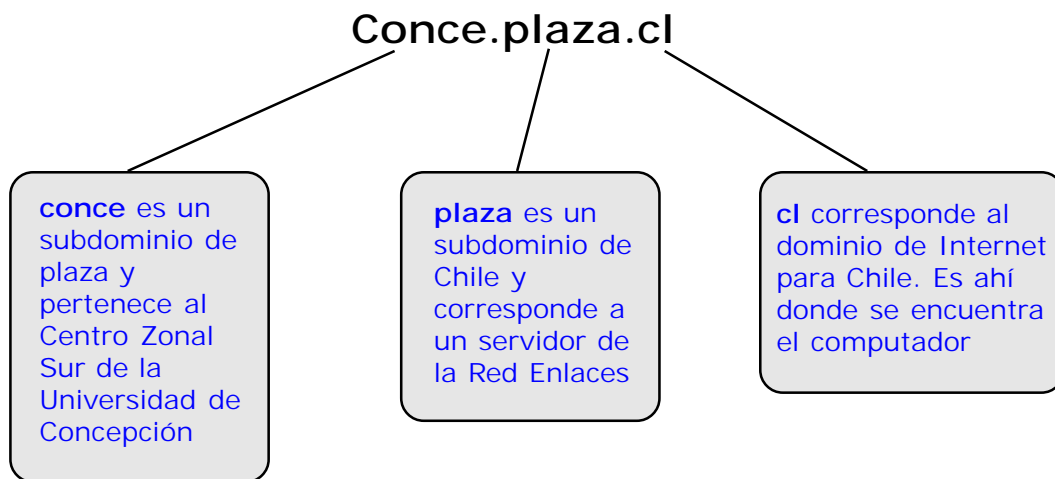 Conce.plaza.cl
conce es un
subdominio de
plaza y
pertenece al
Centro Zonal
Sur de la
Universidad de
Concepción
plaza es un
subdominio de
Chile y
corresponde a
un servidor de
la Red Enlaces
cl corresponde al
dominio de Internet
para Chile. Es ahí
donde se encuentra
el computador